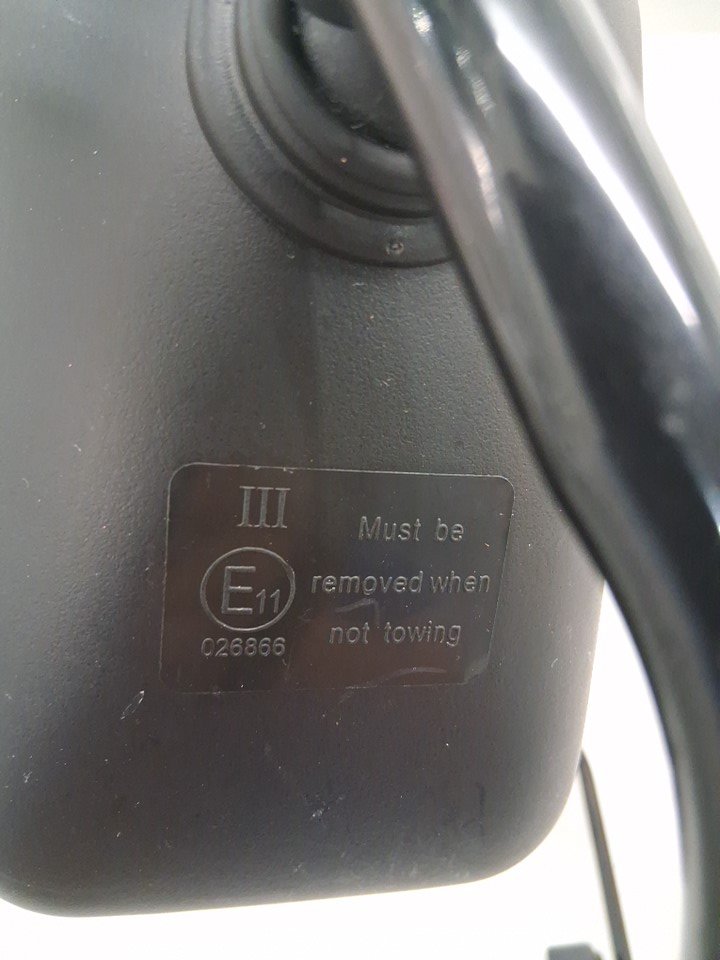 III
E11
026866
Must be
removed when
not towing